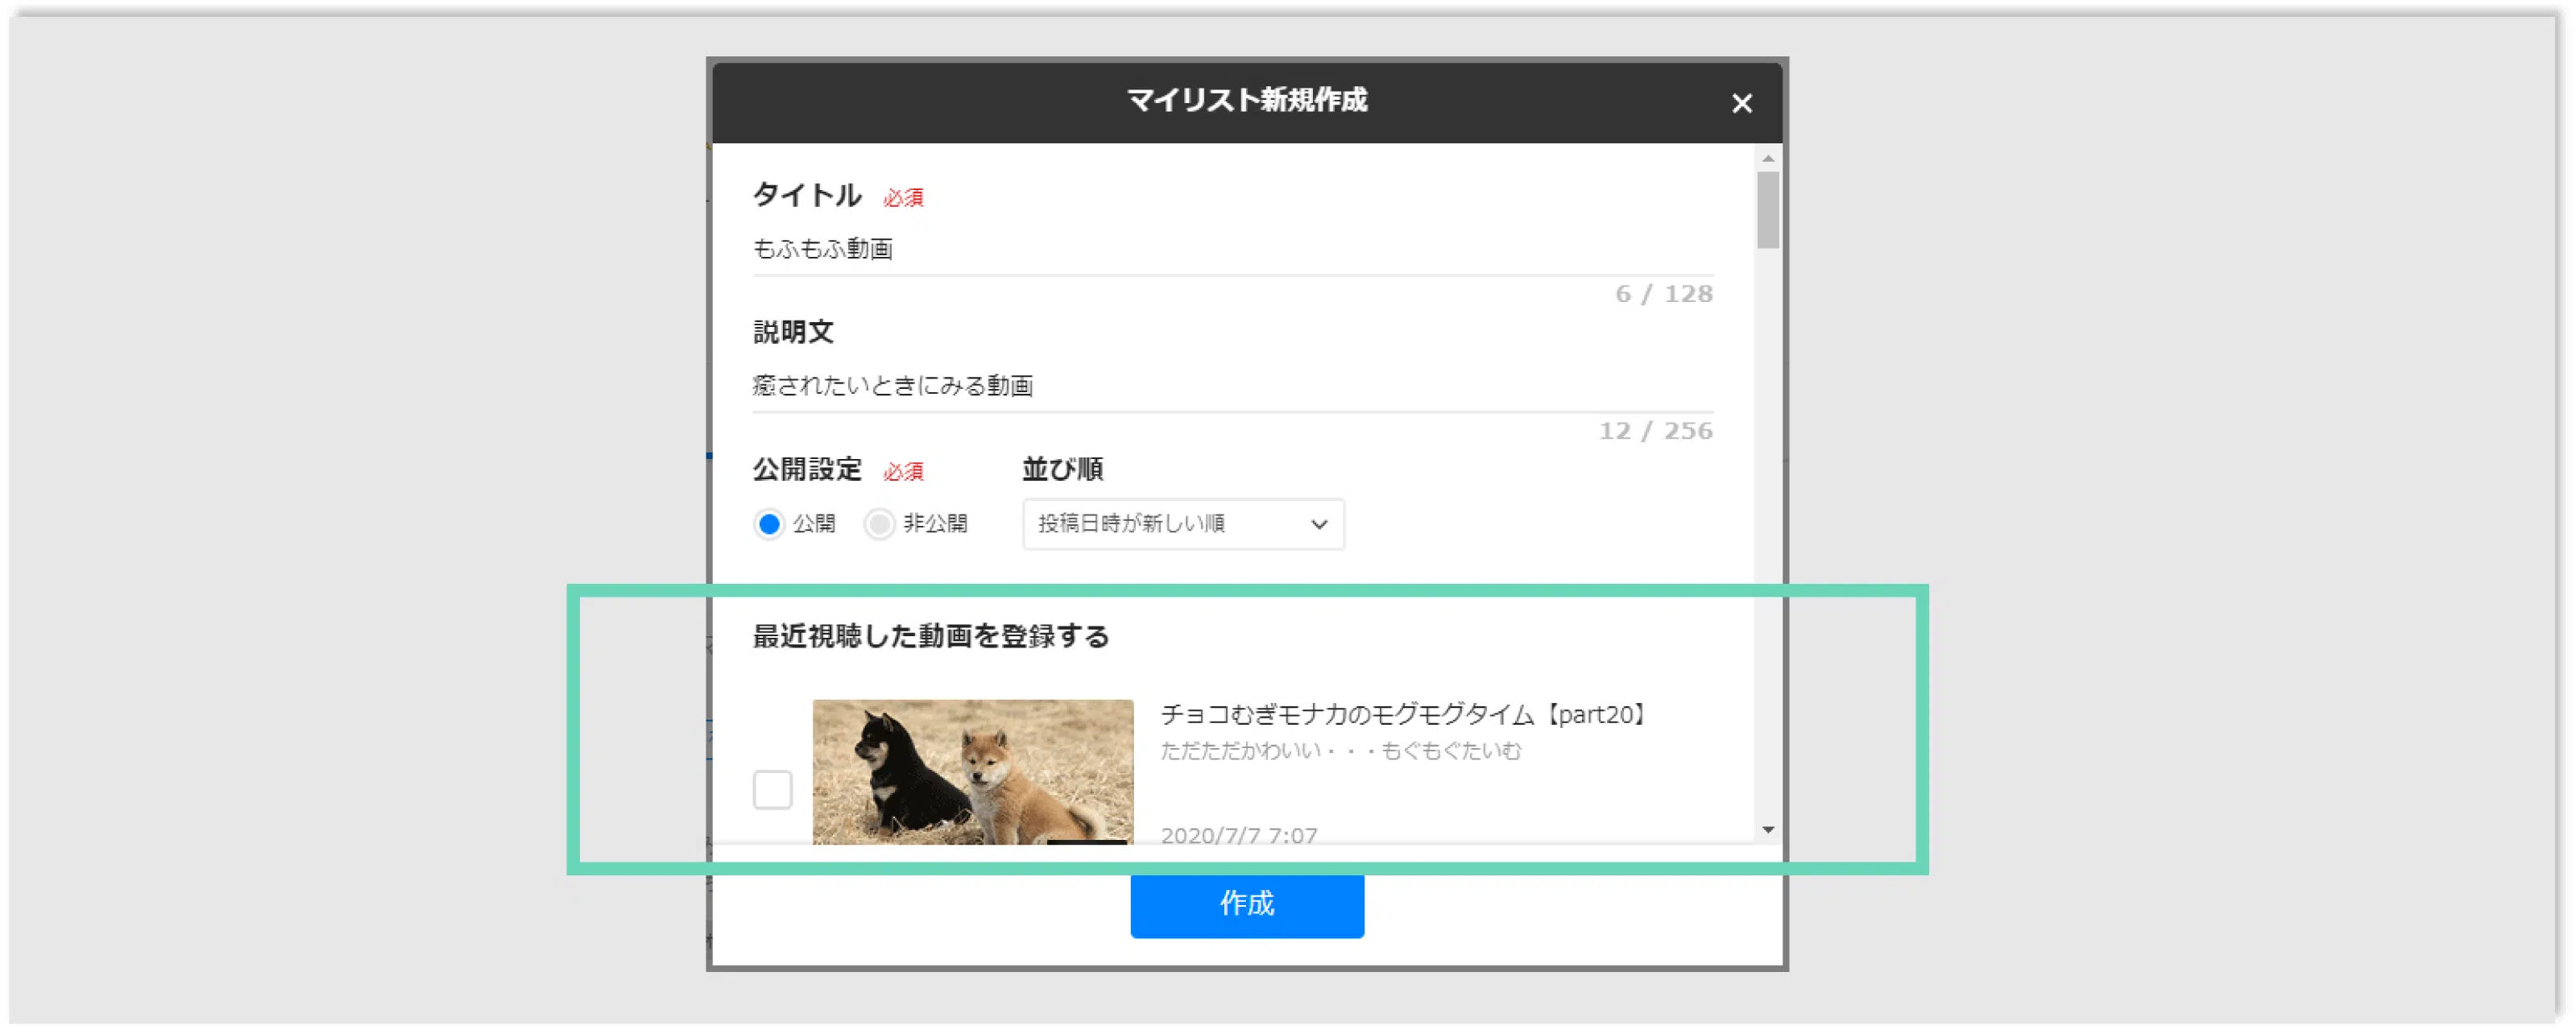 マイリスト新規作成
タイトル 必須
もふもふ動画
6 / 128
説明文
癒されたいときにみる動画
12 / 256
公開設定 必須 並び順
公開 非公開 投稿日時が新しい順
最近視聴した動画を登録する
チョコむぎモナカのモグモグタイム【part20】
ただただかわいい・・・もぐもぐたいむ
2020/7/7 7:07
作成